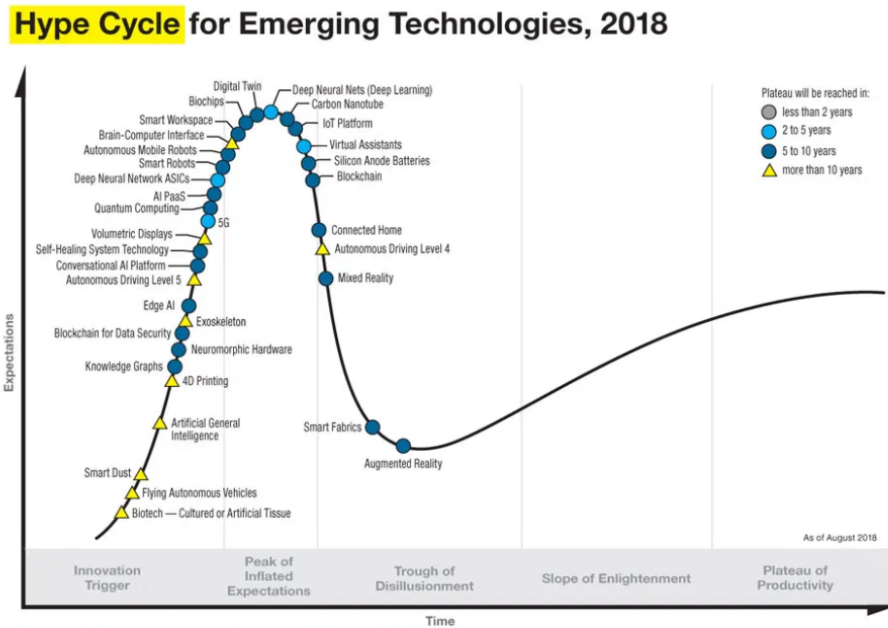 Hype Cycle for Emerging Technologies, 2018
Digital Twin
Deep Neural Nets (Deep Learning)
Biochips
Carbon Nanotube
Smart Workspace
IoT Platform
Brain-Computer Interface
Virtual Assistants
Autonomous Mobile Robots
Silicon Anode Batteries
Smart Robots
Blockchain
Deep Neural Network ASICs
AI PaaS
Quantum Computing
5G
Volumetric Displays
Connected Home
Self-Healing System Technology
Autonomous Driving Level 4
Conversational AI Platform
Mixed Reality
Autonomous Driving Level 5
Edge AI
Exoskeleton
Blockchain for Data Security
Neuromorphic Hardware
Knowledge Graphs
4D Printing
Artificial General
Intelligence
Smart Fabrics
Augmented Reality
Smart Dust
Flying Autonomous Vehicles
Biotech — Cultured or Artificial Tissue
Plateau will be reached in:
less than 2 years
2 to 5 years
5 to 10 years
more than 10 years
As of August 2018
Expectations
Innovation
Trigger
Peak of
Inflated
Expectations
Trough of
Disillusionment
Slope of Enlightenment
Plateau of
Productivity
Time